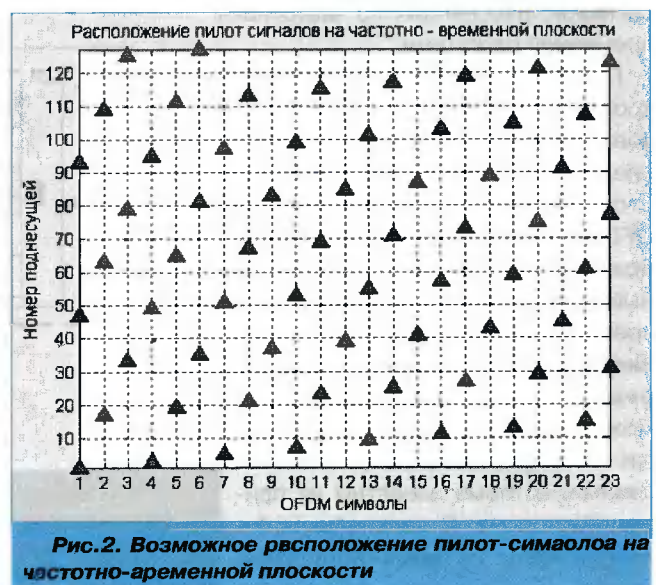 Расположение пилот сигналов на частотно - временной плоскости
Номер поднесущей
120
110
100
90
80
70
60
50
40
30
20
10
1 2 3 4 5 6 7 8 9 10 11 12 13 14 15 16 17 18 19 20 21 22 23
OFDM символы
Рис.2. Возможное рвсположение пилот-симаолоа на
частотно-аременной плоскости